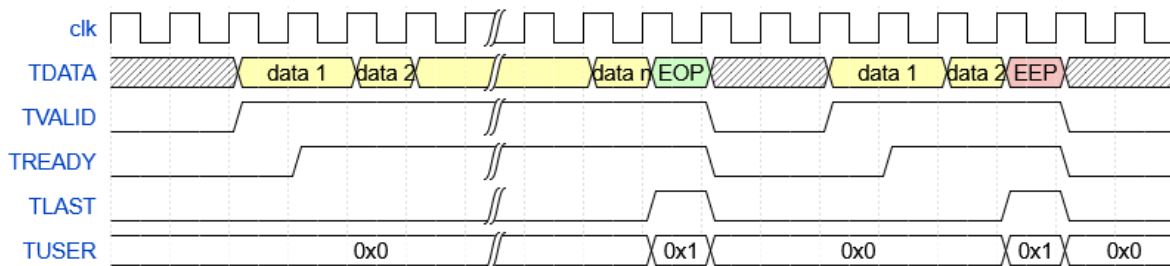 clk
TDATA data 1 data 2 data n EOP data 1 data 2 EEP
TVALID
TREADY
TLAST
TUSER 0x0 0x1 0x0 0x1 0x0